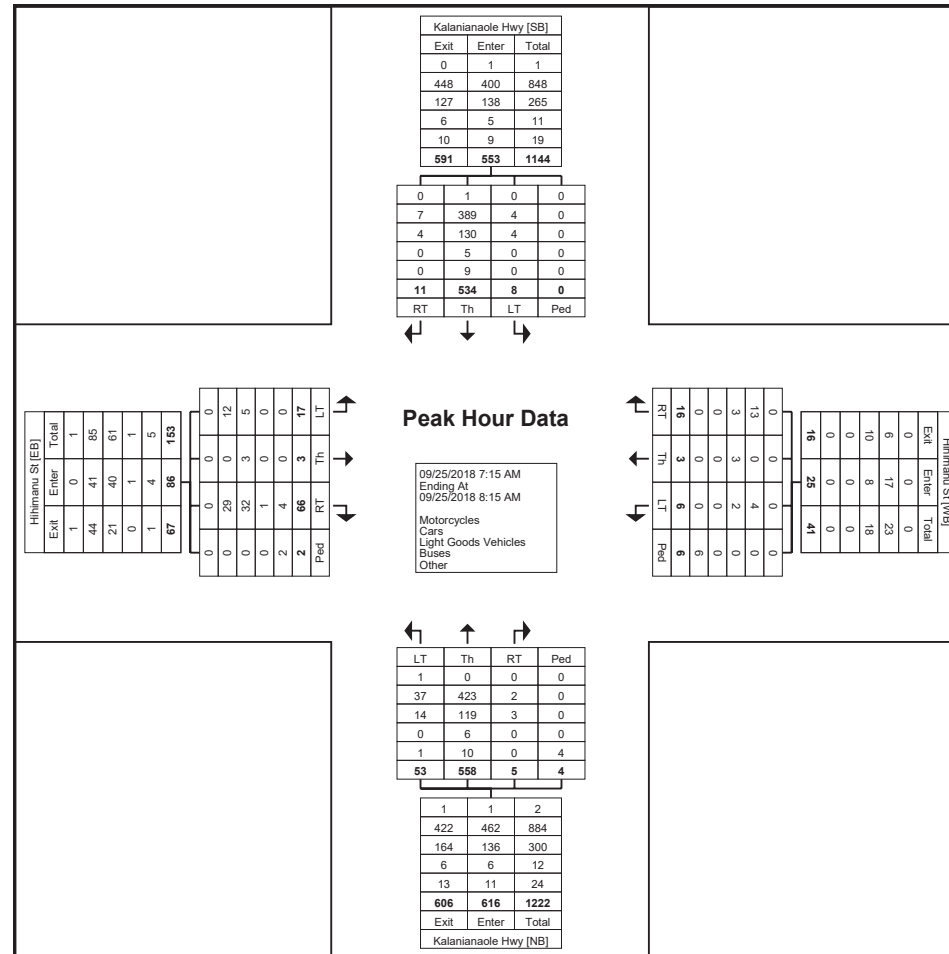 Kalanianaole Hwy [SB]
Exit Enter Total
0 1 1
448 400 848
127 138 265
6 5 11
10 9 19
591 553 1144
0 1 0 0
7 389 4 0
4 130 4 0
0 5 0 0
0 9 0 0
11 534 8 0
RT Th LT Ped
Hihimanu St [EB]
Exit Enter Total
1 0 1
44 41 85
21 40 61
0 1 1
1 4 5
67 86 153
LT Th RT Ped
17 3 66 2
0 0 4 2
0 0 1 0
5 3 32 0
12 0 29 0
0 0 0 0
Peak Hour Data
09/25/2018 7:15 AM
Ending At
09/25/2018 8:15 AM
Motorcycles
Cars
Light Goods Vehicles
Buses
Other
Hihimanu St [WB]
Exit Enter Total
0 0 0
6 17 23
10 8 18
0 0 0
0 0 0
16 25 41
0 0 0 0
13 0 4 0
3 3 2 0
0 0 0 0
0 0 0 6
16 3 6 6
RT Th LT Ped
LT Th RT Ped
1 0 0 0
37 423 2 0
14 119 3 0
0 6 0 0
1 10 0 4
53 558 5 4
1 1 2
422 462 884
164 136 300
6 6 12
13 11 24
606 616 1222
Exit Enter Total
Kalanianaole Hwy [NB]